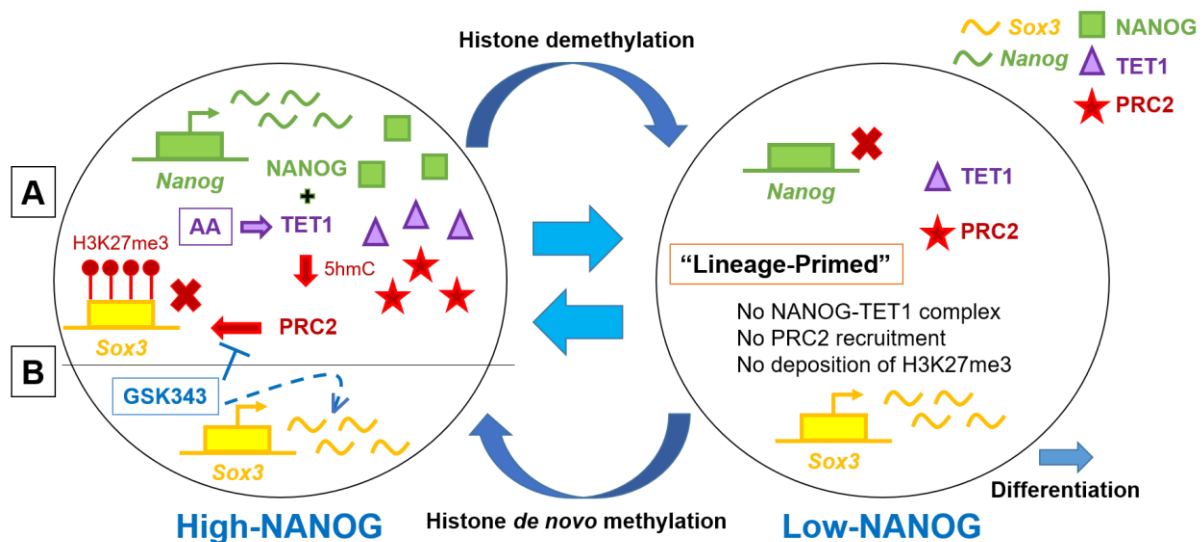 Histone demethylation
Sox3
NANOG
Nanog
TET1
PRC2
A
Nanog
NANOG
+
AA
TET1
H3K27me3
5hmC
PRC2
Sox3
B
GSK343
Sox3
Nanog
TET1
PRC2
“Lineage-Primed”
No NANOG-TET1 complex
No PRC2 recruitment
No deposition of H3K27me3
Sox3
Differentiation
High-NANOG
Histone de novo methylation
Low-NANOG